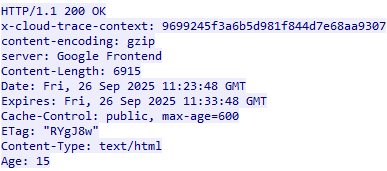 HTTP/1.1 200 OK
x-cloud-trace-context: 9699245f3a6b5d981f844d7e68aa9307
content-encoding: gzip
server: Google Frontend
Content-Length: 6915
Date: Fri, 26 Sep 2025 11:23:48 GMT
Expires: Fri, 26 Sep 2025 11:33:48 GMT
Cache-Control: public, max-age=600
ETag: "RYgJ8w"
Content-Type: text/html
Age: 15